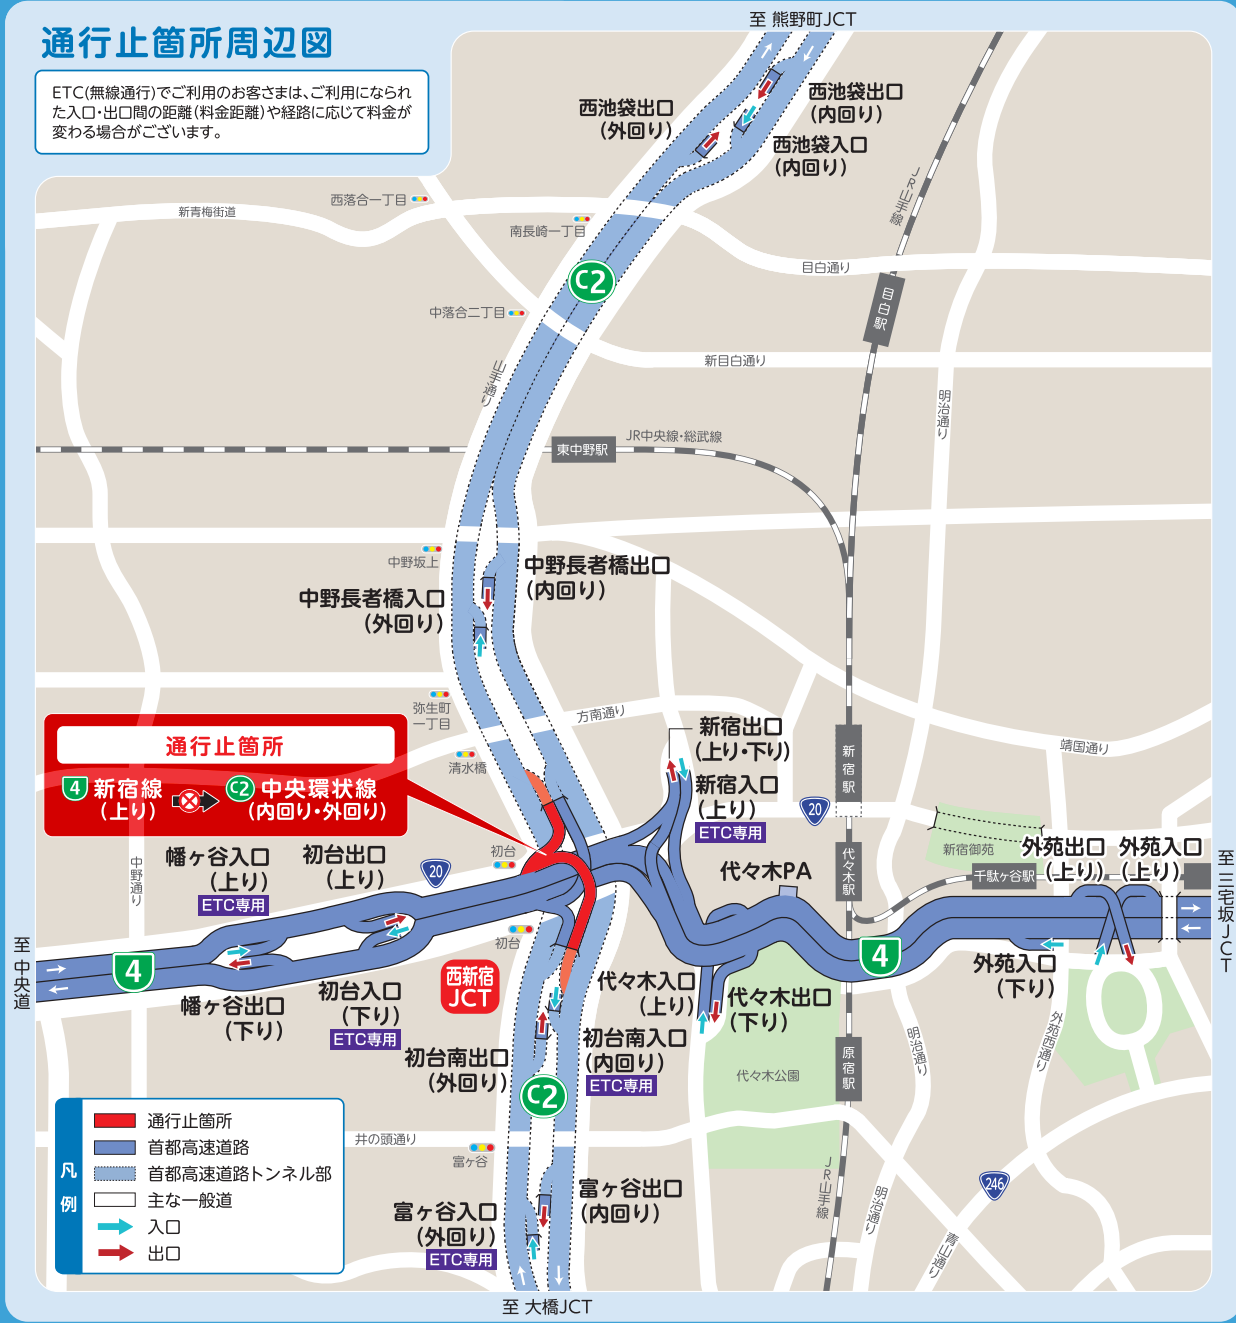 至 熊野町JCT
通行止箇所周辺図
ETC(無線通行)でご利用のお客さまは、ご利用になられ
た入口・出口間の距離(料金距離)や経路に応じて料金が
変わる場合がございます。
西池袋出口
(外回り)
西池袋出口
(内回り)
西池袋入口
(内回り)
JR山手線
西落合一丁目
新青梅街道
南長崎一丁目
目白通り
C2
目白駅
中落合二丁目
新目白通り
山手通り
明治通り
JR中央線・総武線
東中野駅
中野坂上
中野長者橋出口
(内回り)
中野長者橋入口
(外回り)
弥生町
一丁目
方南通り
新宿出口
(上り・下り)
新宿駅
靖国通り
通行止箇所
4 新宿線
(上り)
C2 中央環状線
(内回り・外回り)
清水橋
新宿入口
(上り)
ETC専用
20
新宿御苑
外苑出口
(上り)
外苑入口
(上り)
幡ヶ谷入口
(上り)
ETC専用
初台出口
(上り)
20
初台
中野通り
代々木PA
代々木駅
千駄ヶ谷駅
至 三宅坂JCT
初台
至 中央道
4
4
西新宿
JCT
幡ヶ谷出口
(下り)
初台入口
(下り)
ETC専用
代々木入口
(上り)
代々木出口
(下り)
外苑入口
(下り)
初台南出口
(外回り)
初台南入口
(内回り)
ETC専用
明治通り
外苑西通り
原宿駅
代々木公園
C2
凡例
通行止箇所
首都高速道路
首都高速道路トンネル部
主な一般道
入口
出口
井の頭通り
富ヶ谷
富ヶ谷入口
(外回り)
ETC専用
富ヶ谷出口
(内回り)
JR山手線
明治通り
246
青山通り
至 大橋JCT